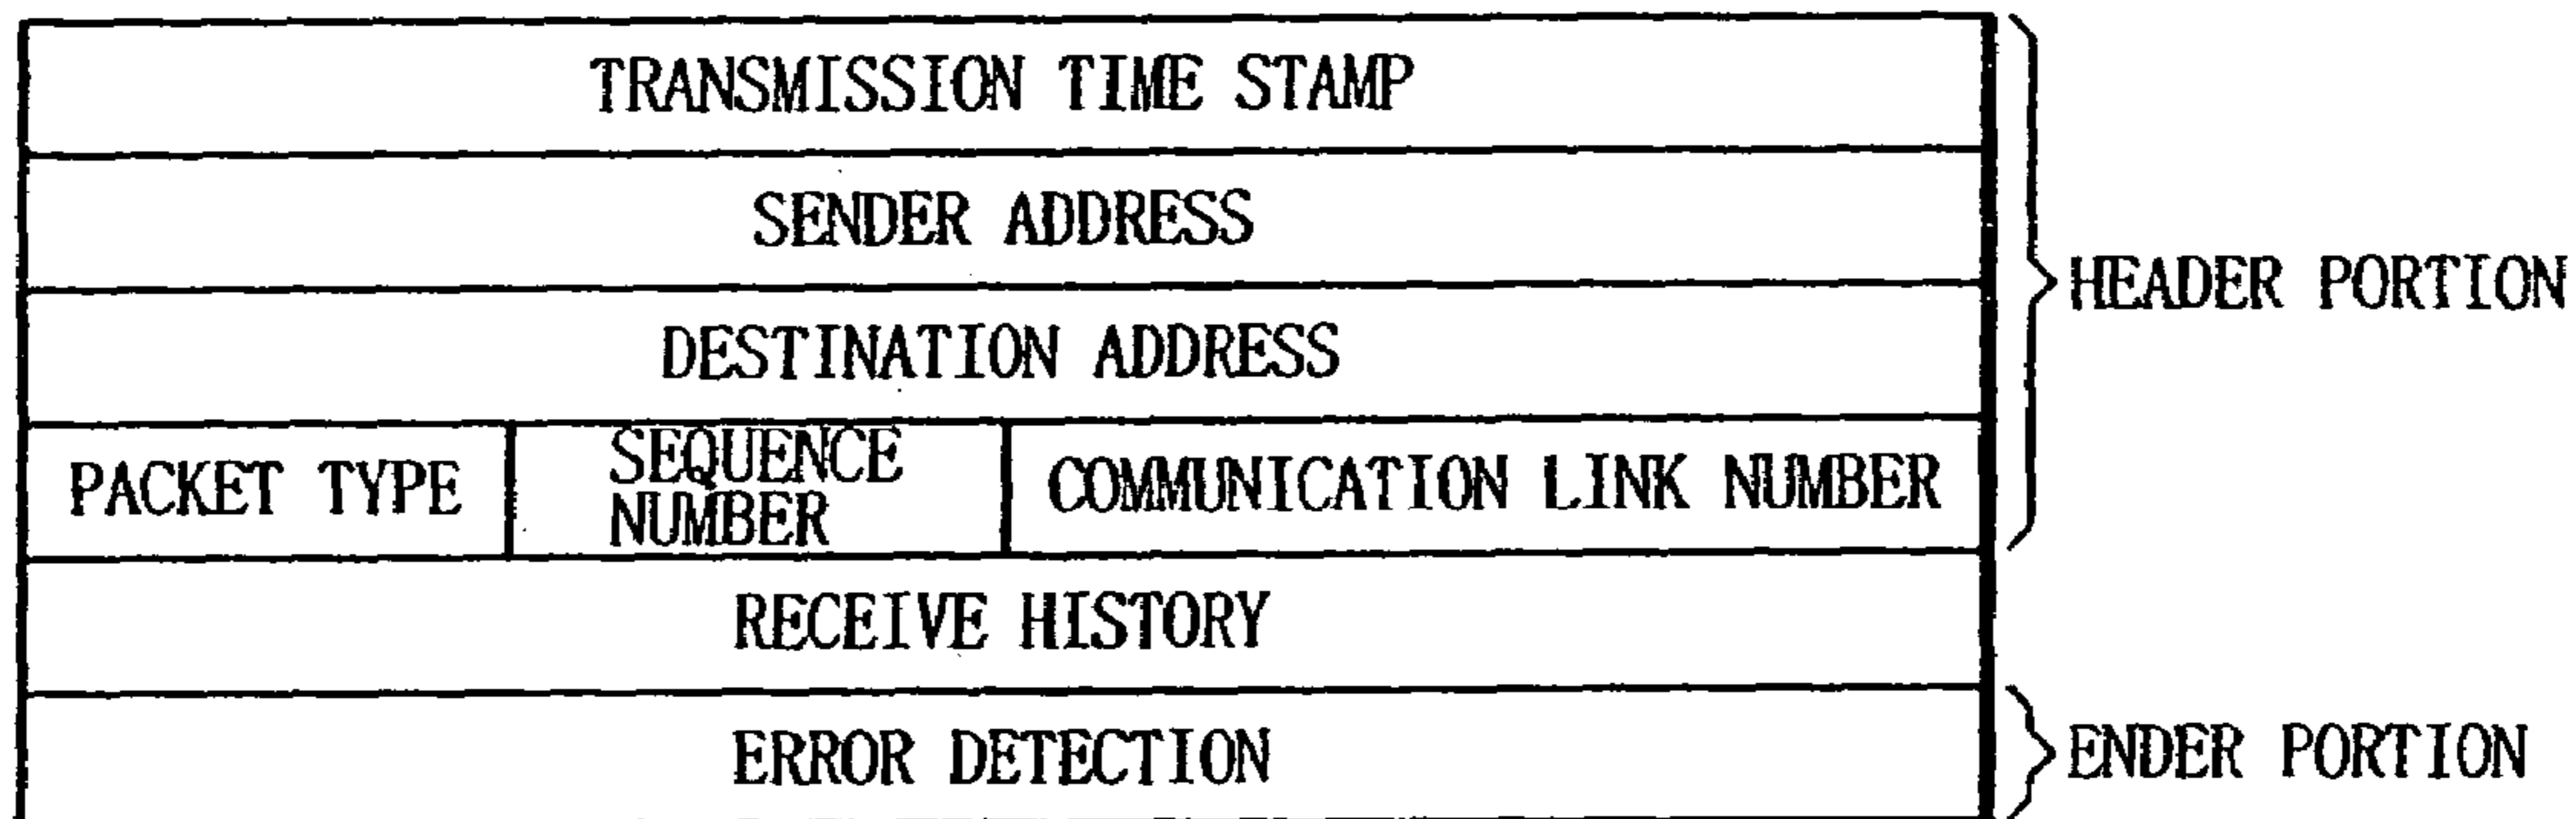 TRANSMISSION TIME STAMP
SENDER ADDRESS
HEADER PORTION
DESTINATION ADDRESS
PACKET TYPE
SEQUENCE
NUMBER
COMMUNICATION LINK NUMBER
RECEIVE HISTORY
ERROR DETECTION
ENDER PORTION